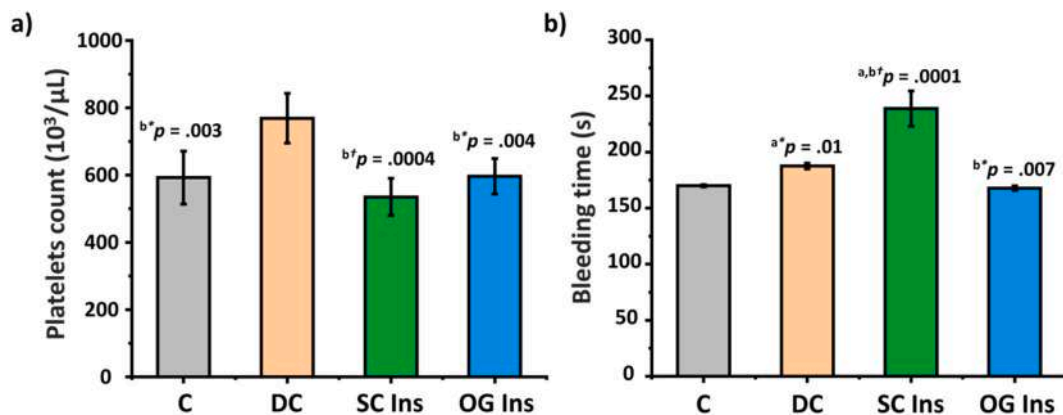 a)
Platelets count (10³/µL)
1000
800
600
400
200
0
ᵇ*p = .003
ᵇ†p = .0004
ᵇ*p = .004
C DC SC Ins OG Ins
b)
Bleeding time (s)
300
250
200
150
100
50
0
ᵃ*p = .01
ᵃ,ᵇ†p = .0001
ᵇ*p = .007
C DC SC Ins OG Ins